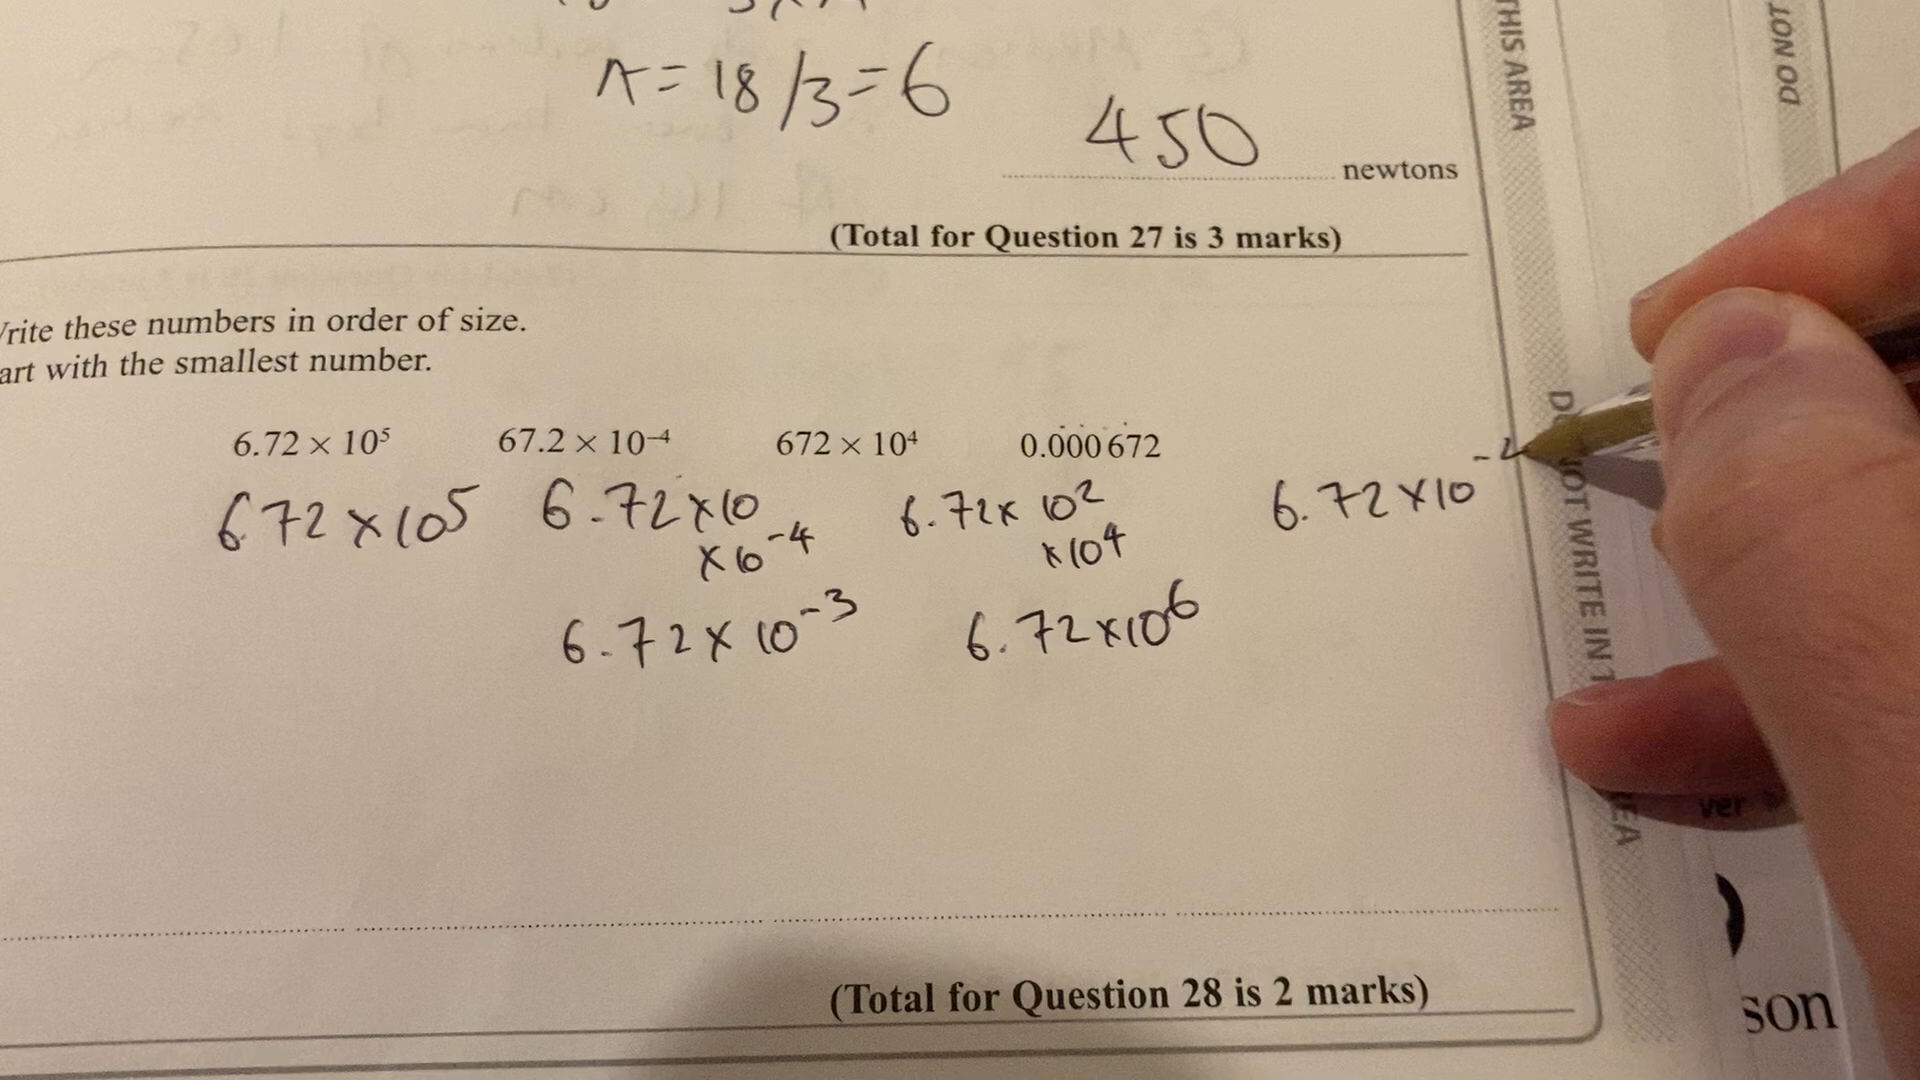 x = 18/3 = 6
450 newtons
(Total for Question 27 is 3 marks)
rite these numbers in order of size.
art with the smallest number.
6.72 × 10⁵ 67.2 × 10⁻⁴ 672 × 10⁴ 0.000 672
6.72 × 10⁵ 6.72 × 10 6.72 × 10² 6.72 × 10⁻
× 10⁻⁴ × 10⁴
6.72 × 10⁻³ 6.72 × 10⁶
(Total for Question 28 is 2 marks)
THIS AREA
DO NOT WRITE IN T
EA
DO NOT
ver
son